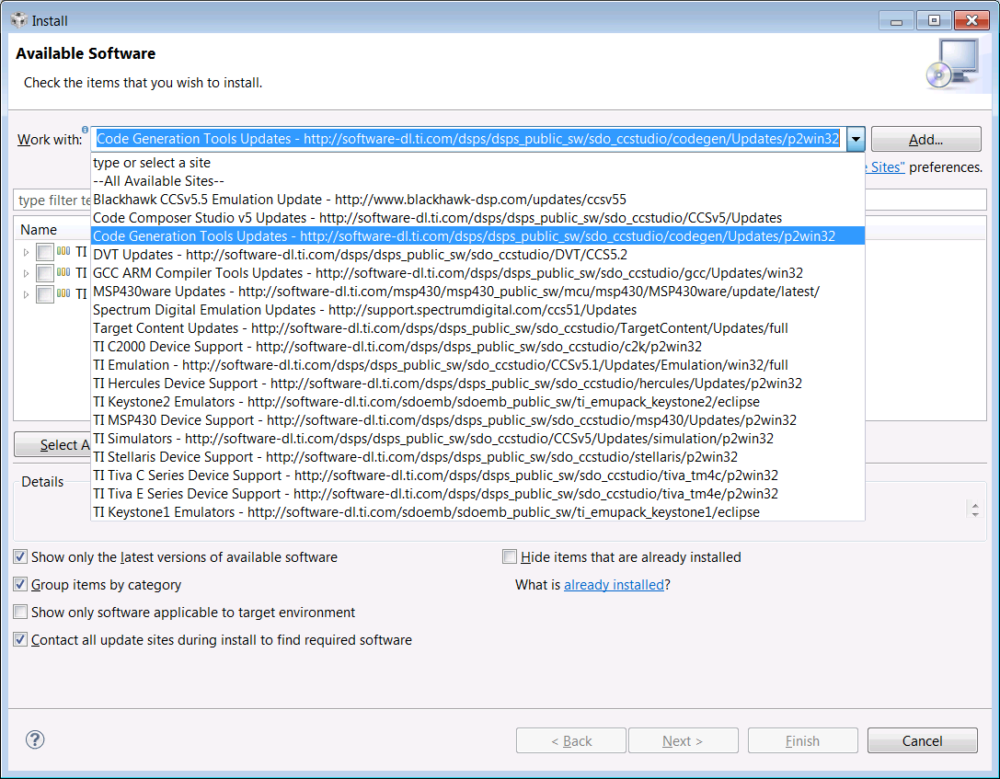 Install
Available Software
Check the items that you wish to install.
Work with: Code Generation Tools Updates - http://software-dl.ti.com/dsps/dsps_public_sw/sdo_ccstudio/codegen/Updates/p2win32 Add...
Sites" preferences.
type or select a site
--All Available Sites--
type filter
Blackhawk CCSv5.5 Emulation Update - http://www.blackhawk-dsp.com/updates/ccsv55
Code Composer Studio v5 Updates - http://software-dl.ti.com/dsps/dsps_public_sw/sdo_ccstudio/CCSv5/Updates
Name
Code Generation Tools Updates - http://software-dl.ti.com/dsps/dsps_public_sw/sdo_ccstudio/codegen/Updates/p2win32
TI
DVT Updates - http://software-dl.ti.com/dsps/dsps_public_sw/sdo_ccstudio/DVT/CCS5.2
TI
GCC ARM Compiler Tools Updates - http://software-dl.ti.com/dsps/dsps_public_sw/sdo_ccstudio/gcc/Updates/win32
TI
MSP430ware Updates - http://software-dl.ti.com/msp430/msp430_public_sw/mcu/msp430/MSP430ware/update/latest/
Spectrum Digital Emulation Updates - http://support.spectrumdigital.com/ccs51/Updates
Target Content Updates - http://software-dl.ti.com/dsps/dsps_public_sw/sdo_ccstudio/TargetContent/Updates/full
TI C2000 Device Support - http://software-dl.ti.com/dsps/dsps_public_sw/sdo_ccstudio/c2k/p2win32
TI Emulation - http://software-dl.ti.com/dsps/dsps_public_sw/sdo_ccstudio/CCSv5.1/Updates/Emulation/win32/full
TI Hercules Device Support - http://software-dl.ti.com/dsps/dsps_public_sw/sdo_ccstudio/hercules/Updates/p2win32
TI Keystone2 Emulators - http://software-dl.ti.com/sdoemb/sdoemb_public_sw/ti_emupack_keystone2/eclipse
TI MSP430 Device Support - http://software-dl.ti.com/dsps/dsps_public_sw/sdo_ccstudio/msp430/Updates/p2win32
TI Simulators - http://software-dl.ti.com/dsps/dsps_public_sw/sdo_ccstudio/CCSv5/Updates/simulation/p2win32
Select
TI Stellaris Device Support - http://software-dl.ti.com/dsps/dsps_public_sw/sdo_ccstudio/stellaris/p2win32
TI Tiva C Series Device Support - http://software-dl.ti.com/dsps/dsps_public_sw/sdo_ccstudio/tiva_tm4c/p2win32
Details
TI Tiva E Series Device Support - http://software-dl.ti.com/dsps/dsps_public_sw/sdo_ccstudio/tiva_tm4e/p2win32
TI Keystone1 Emulators - http://software-dl.ti.com/sdoemb/sdoemb_public_sw/ti_emupack_keystone1/eclipse
Show only the latest versions of available software
Hide items that are already installed
Group items by category
What is already installed?
Show only software applicable to target environment
Contact all update sites during install to find required software
< Back Next > Finish Cancel